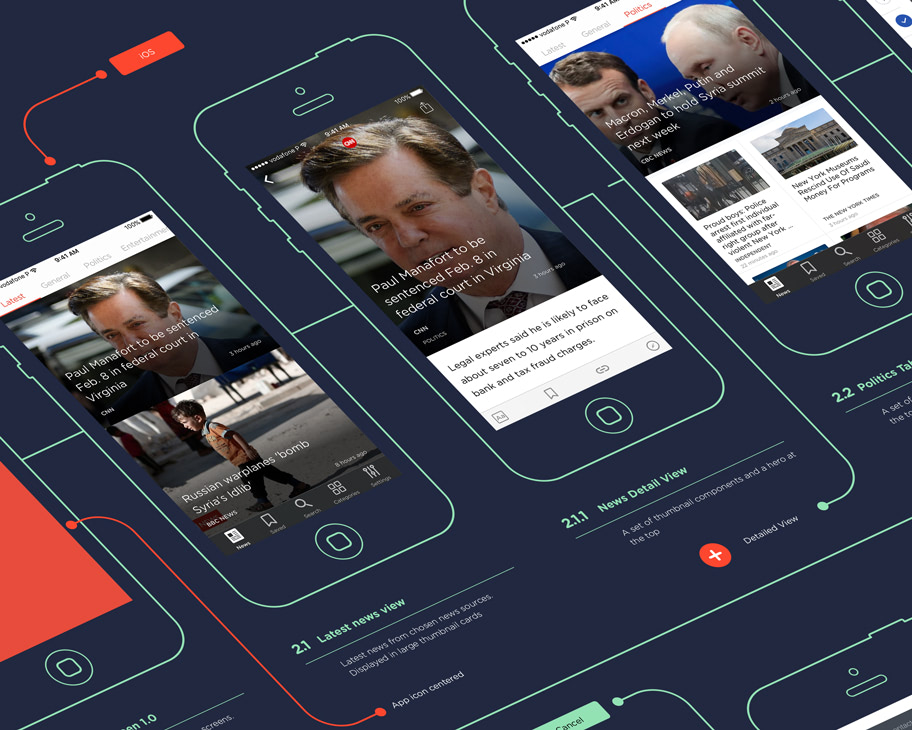 iOS
vodafone P
9:41 AM
100%
Latest
General
Politics
Entertainme
Paul Manafort to be sentenced
Feb. 8 in federal court in
Virginia
3 hours ago
CNN
Russian warplanes 'bomb
Syria's Idlib'
8 hours ago
BBC NEWS
News
Saved
Search
Categories
Settings
vodafone P
9:41 AM
100%
CNN
Paul Manafort to be
sentenced Feb. 8 in
federal court in Virginia
3 hours ago
CNN
POLITICS
Legal experts said he is likely to face
about seven to 10 years in prison on
bank and tax fraud charges.
Aa
vodafone P
9:41 AM
Latest
General
Politics
Macron, Merkel, Putin and
Erdogan to hold Syria summit
next week
2 hours ago
CBC NEWS
Proud boys: Police
arrest first individual
affiliated with far-
right group after
violent New York ...
INDEPENDENT
32 minutes ago
New York Museums
Rescind Use Of Saudi
Money For Programs
THE NEW YORK TIMES
3 hours ago
News
Saved
Search
Categories
2.1 Latest news view
Latest news from chosen news sources.
Displayed in large thumbnail cards
App icon centered
2.1.1 News Detail View
A set of thumbnail components and a hero at
the top
Detailed View
2.2 Politics Ta
A set of
the to
en 1.0
screens.
Cancel